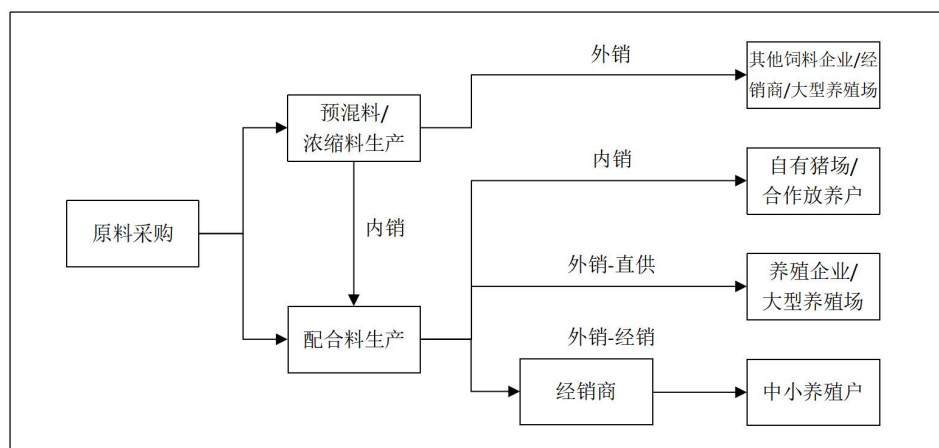 外销
其他饲料企业/经
销商/大型养殖场
预混料/
浓缩料生产
内销
自有猪场/
合作放养户
原料采购
内销
外销-直供
养殖企业/
大型养殖场
配合料生产
外销-经销
经销商
中小养殖户